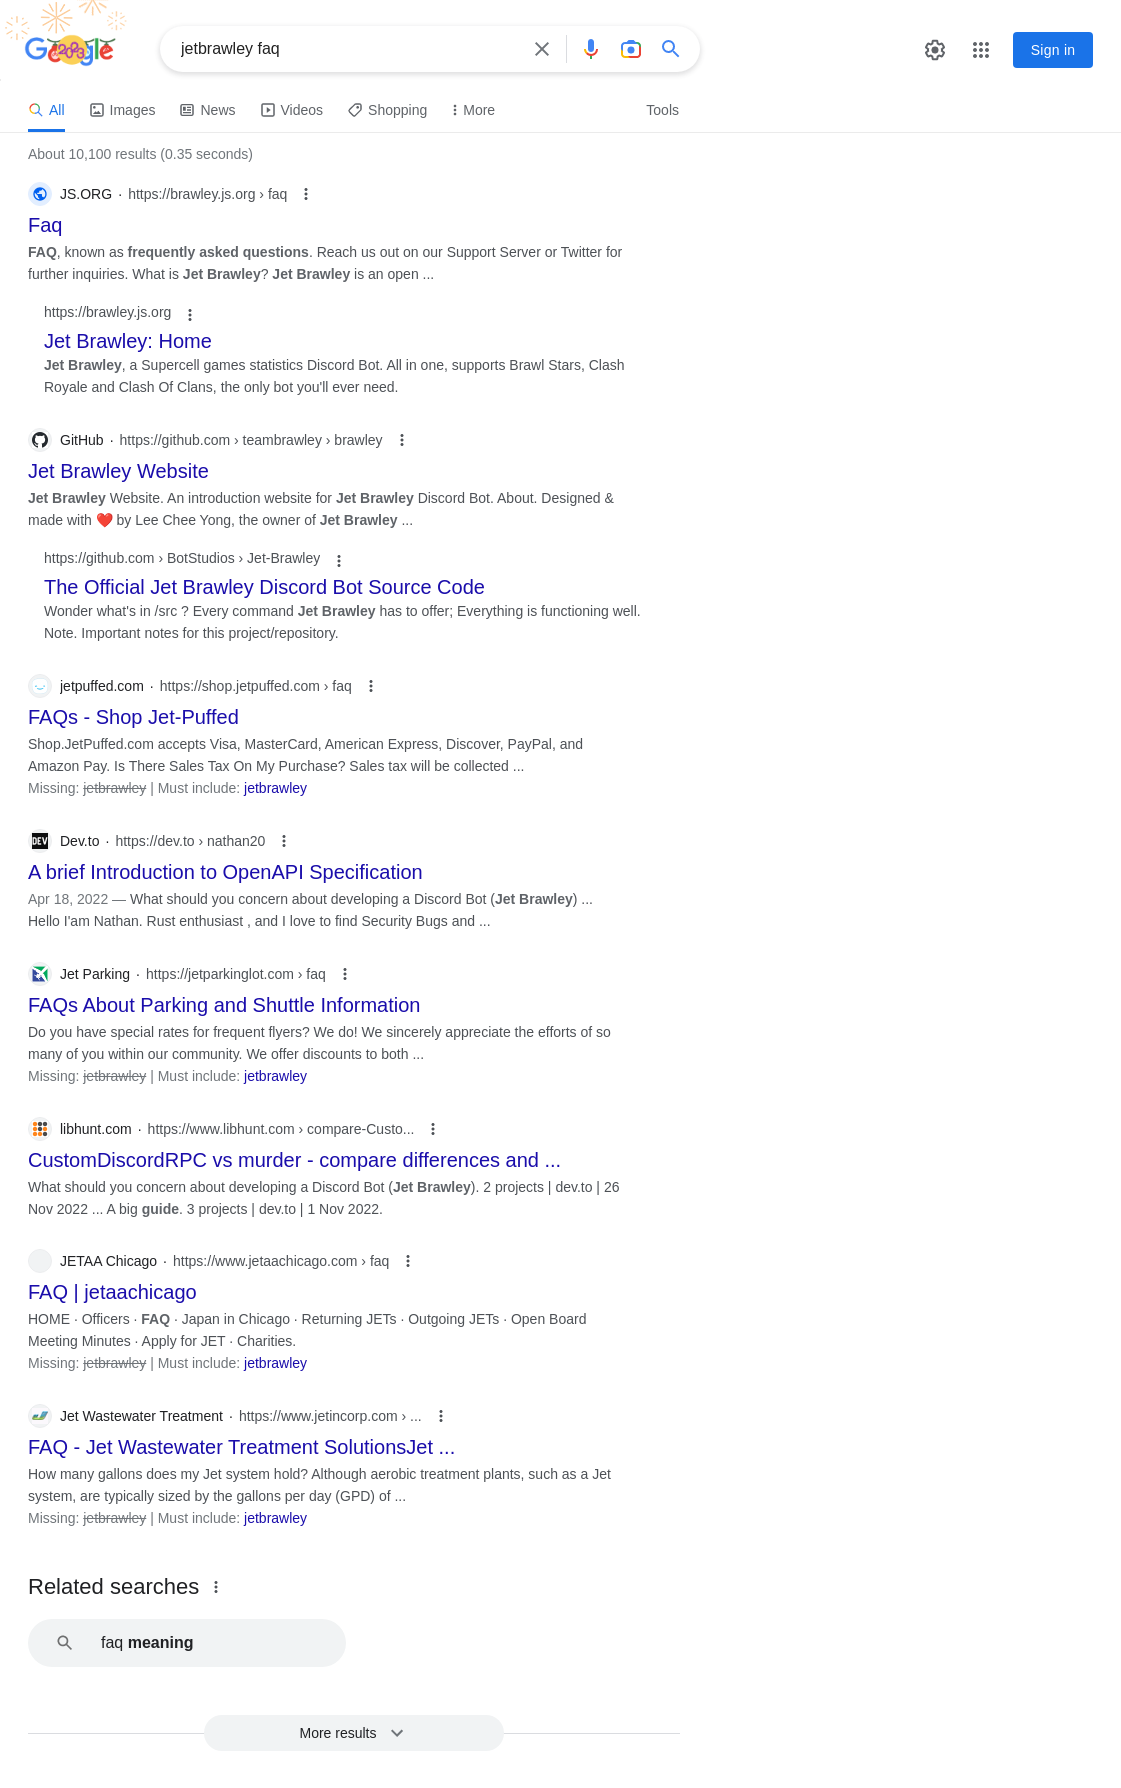 Google
jetbrawley faq
Sign in
All
Images
News
Videos
Shopping
More
Tools
About 10,100 results (0.35 seconds)
JS.ORG · https://brawley.js.org › faq
Faq
FAQ, known as frequently asked questions. Reach us out on our Support Server or Twitter for
further inquiries. What is Jet Brawley? Jet Brawley is an open ...
https://brawley.js.org
Jet Brawley: Home
Jet Brawley, a Supercell games statistics Discord Bot. All in one, supports Brawl Stars, Clash
Royale and Clash Of Clans, the only bot you'll ever need.
GitHub · https://github.com › teambrawley › brawley
Jet Brawley Website
Jet Brawley Website. An introduction website for Jet Brawley Discord Bot. About. Designed &
made with ❤️ by Lee Chee Yong, the owner of Jet Brawley ...
https://github.com › BotStudios › Jet-Brawley
The Official Jet Brawley Discord Bot Source Code
Wonder what's in /src ? Every command Jet Brawley has to offer; Everything is functioning well.
Note. Important notes for this project/repository.
jetpuffed.com · https://shop.jetpuffed.com › faq
FAQs - Shop Jet-Puffed
Shop.JetPuffed.com accepts Visa, MasterCard, American Express, Discover, PayPal, and
Amazon Pay. Is There Sales Tax On My Purchase? Sales tax will be collected ...
Missing: jetbrawley | Must include: jetbrawley
DEV
Dev.to · https://dev.to › nathan20
A brief Introduction to OpenAPI Specification
Apr 18, 2022 — What should you concern about developing a Discord Bot (Jet Brawley) ...
Hello I'am Nathan. Rust enthusiast , and I love to find Security Bugs and ...
Jet Parking · https://jetparkinglot.com › faq
FAQs About Parking and Shuttle Information
Do you have special rates for frequent flyers? We do! We sincerely appreciate the efforts of so
many of you within our community. We offer discounts to both ...
Missing: jetbrawley | Must include: jetbrawley
libhunt.com · https://www.libhunt.com › compare-Custo...
CustomDiscordRPC vs murder - compare differences and ...
What should you concern about developing a Discord Bot (Jet Brawley). 2 projects | dev.to | 26
Nov 2022 ... A big guide. 3 projects | dev.to | 1 Nov 2022.
JETAA Chicago · https://www.jetaachicago.com › faq
FAQ | jetaachicago
HOME · Officers · FAQ · Japan in Chicago · Returning JETs · Outgoing JETs · Open Board
Meeting Minutes · Apply for JET · Charities.
Missing: jetbrawley | Must include: jetbrawley
Jet Wastewater Treatment · https://www.jetincorp.com › ...
FAQ - Jet Wastewater Treatment SolutionsJet ...
How many gallons does my Jet system hold? Although aerobic treatment plants, such as a Jet
system, are typically sized by the gallons per day (GPD) of ...
Missing: jetbrawley | Must include: jetbrawley
Related searches
faq meaning
More results